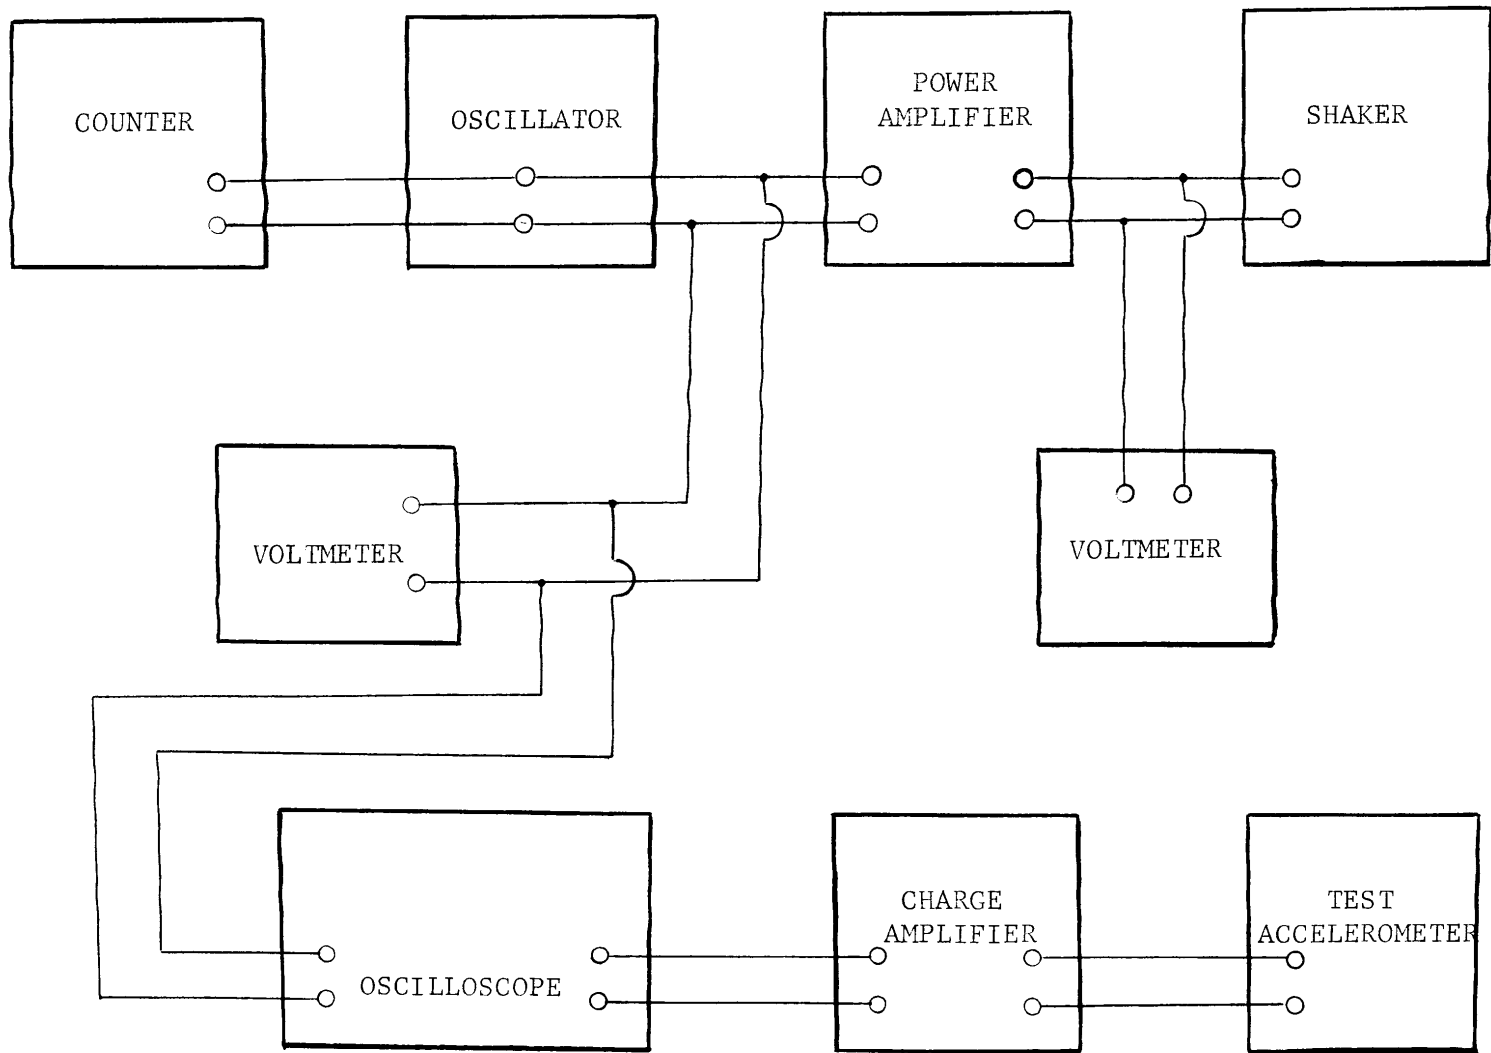 COUNTER
OSCILLATOR
POWER
AMPLIFIER
SHAKER
VOLTMETER
VOLTMETER
OSCILLOSCOPE
CHARGE
AMPLIFIER
TEST
ACCELEROMETER